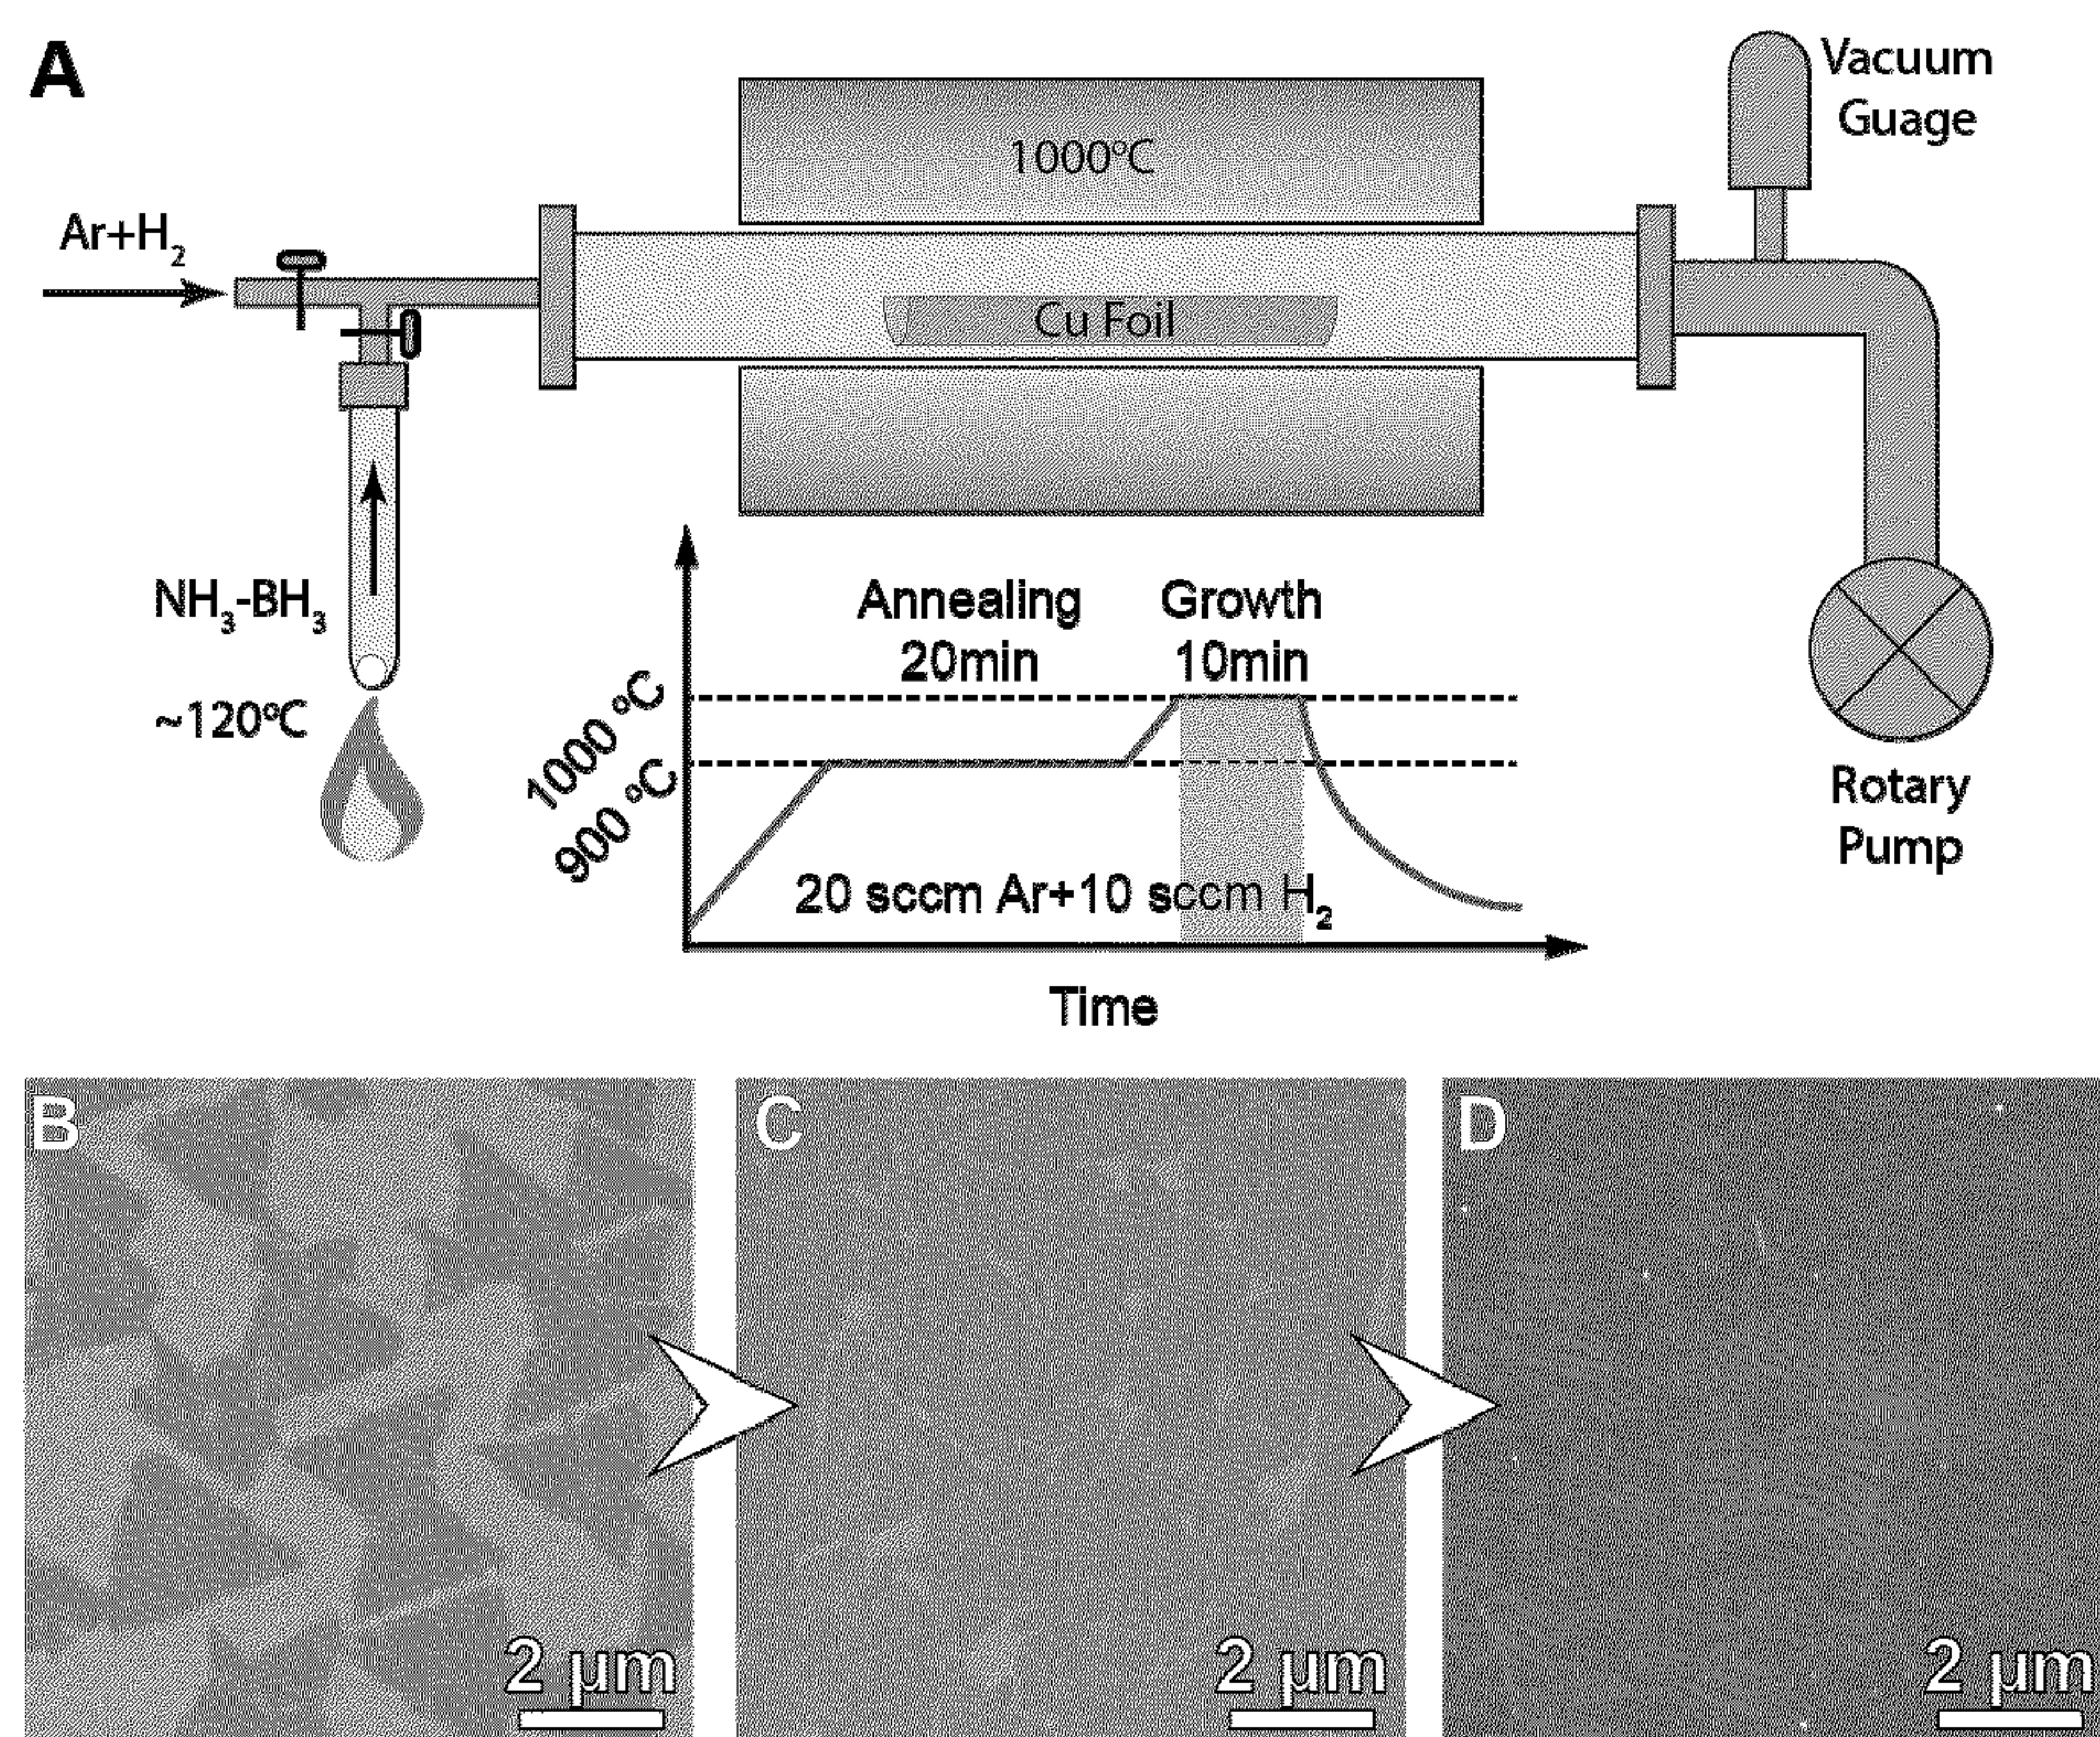 A
Vacuum
Guage
1000°C
Ar+H₂
Cu Foil
NH₃-BH₃
~120°C
Annealing
20min
Growth
10min
1000 °C
900 °C
20 sccm Ar+10 sccm H₂
Time
Rotary
Pump
B
C
D
2 μm
2 μm
2 μm